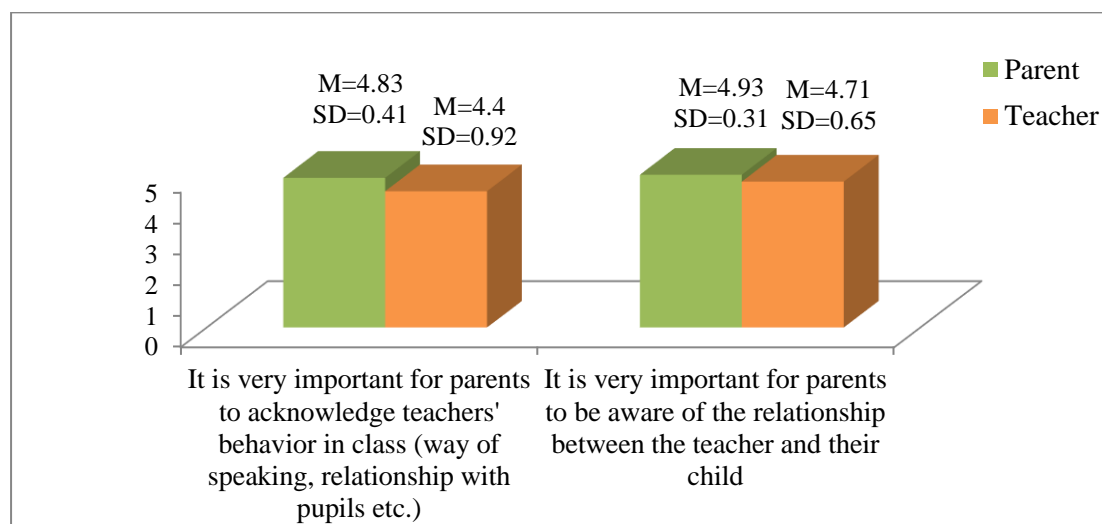 M=4.83
SD=0.41
M=4.4
SD=0.92
M=4.93
SD=0.31
M=4.71
SD=0.65
Parent
Teacher
5
4
3
2
1
0
It is very important for parents
to acknowledge teachers'
behavior in class (way of
speaking, relationship with
pupils etc.)
It is very important for parents
to be aware of the relationship
between the teacher and their
child